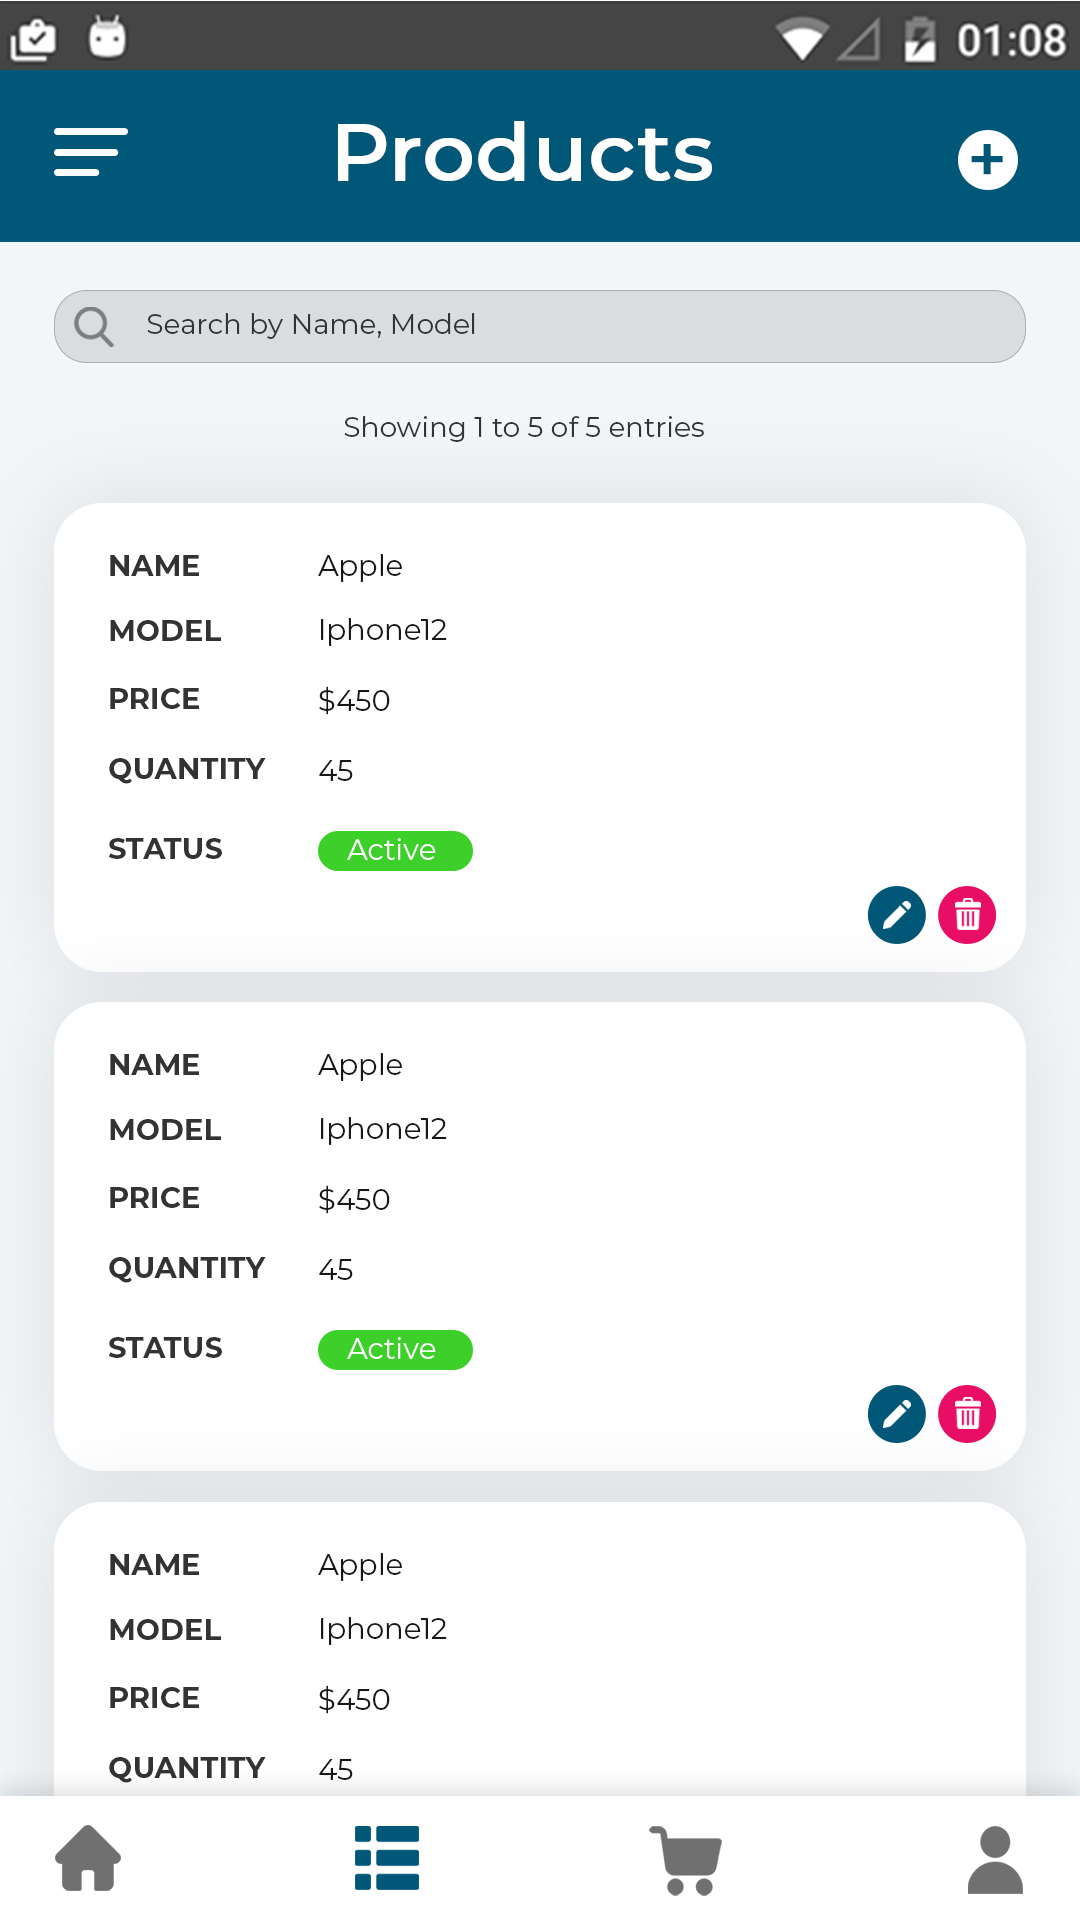 01:08
Products
Search by Name, Model
Showing 1 to 5 of 5 entries
NAME Apple
MODEL Iphone12
PRICE $450
QUANTITY 45
STATUS Active
NAME Apple
MODEL Iphone12
PRICE $450
QUANTITY 45
STATUS Active
NAME Apple
MODEL Iphone12
PRICE $450
QUANTITY 45